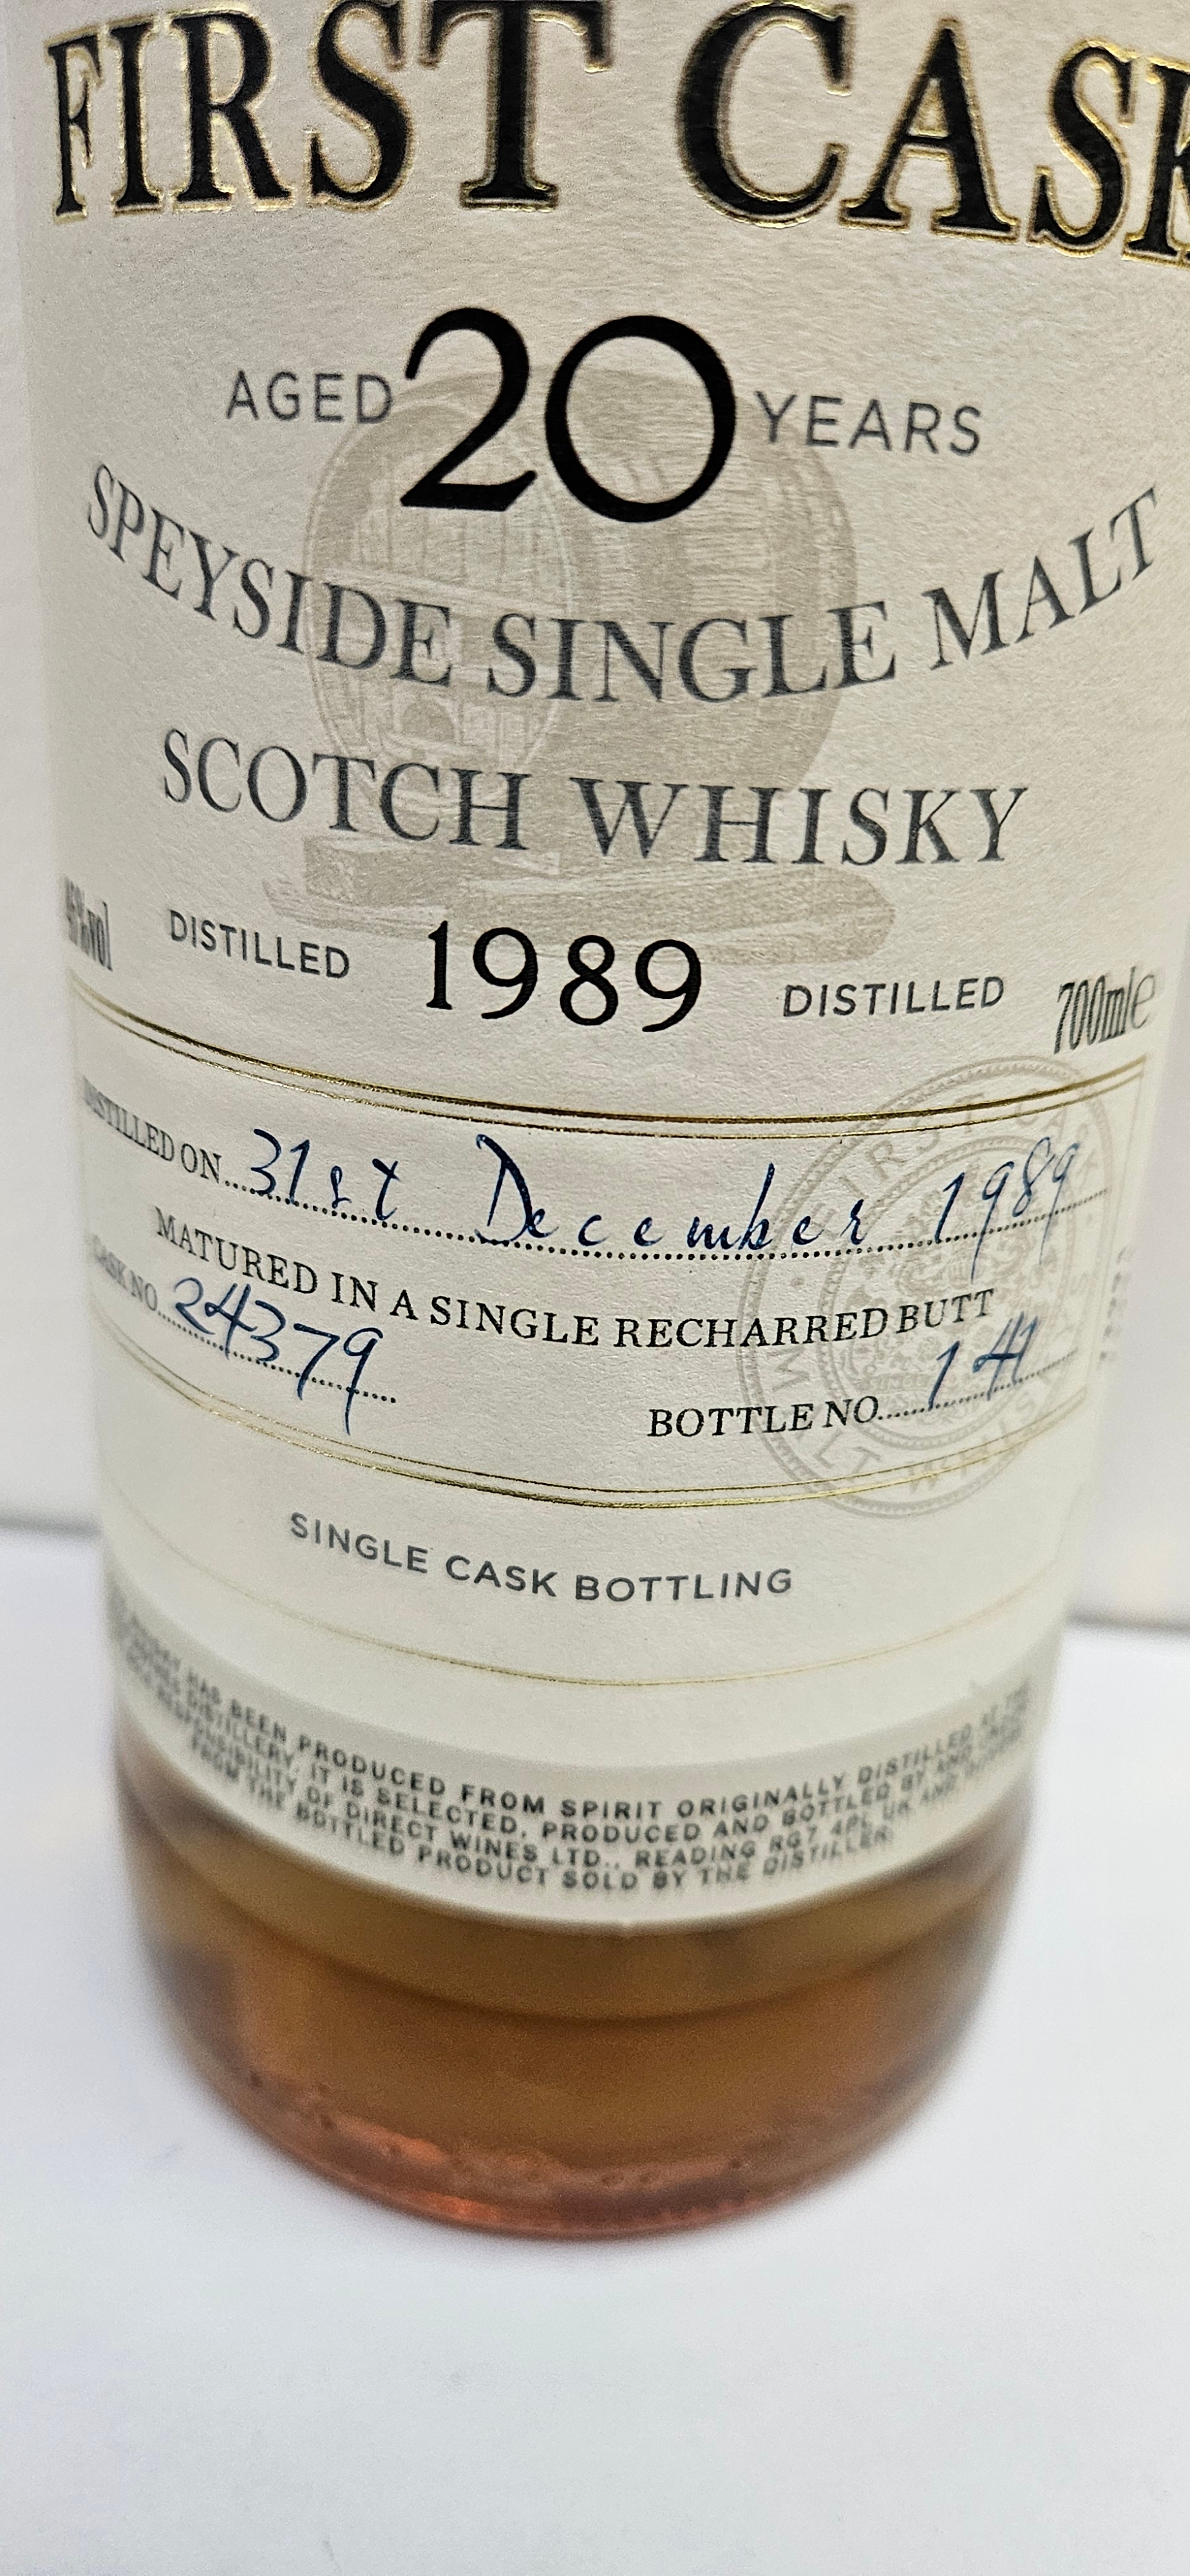 FIRST CASK
AGED 20 YEARS
SPEYSIDE SINGLE MALT
SCOTCH WHISKY
DISTILLED 1989 DISTILLED 700ml e
DISTILLED ON 31st December 1989
MATURED IN A SINGLE RECHARRED BUTT
CASK NO. 24379
BOTTLE NO. 141
SINGLE CASK BOTTLING
HAS BEEN PRODUCED FROM SPIRIT ORIGINALLY DISTILLED AT THE
DISTILLERY. IT IS SELECTED, PRODUCED AND BOTTLED BY AND UNDER
RESPONSIBILITY OF DIRECT WINES LTD., READING RG7 4PL UK AND
FROM THE BOTTLED PRODUCT SOLD BY THE DISTILLER.